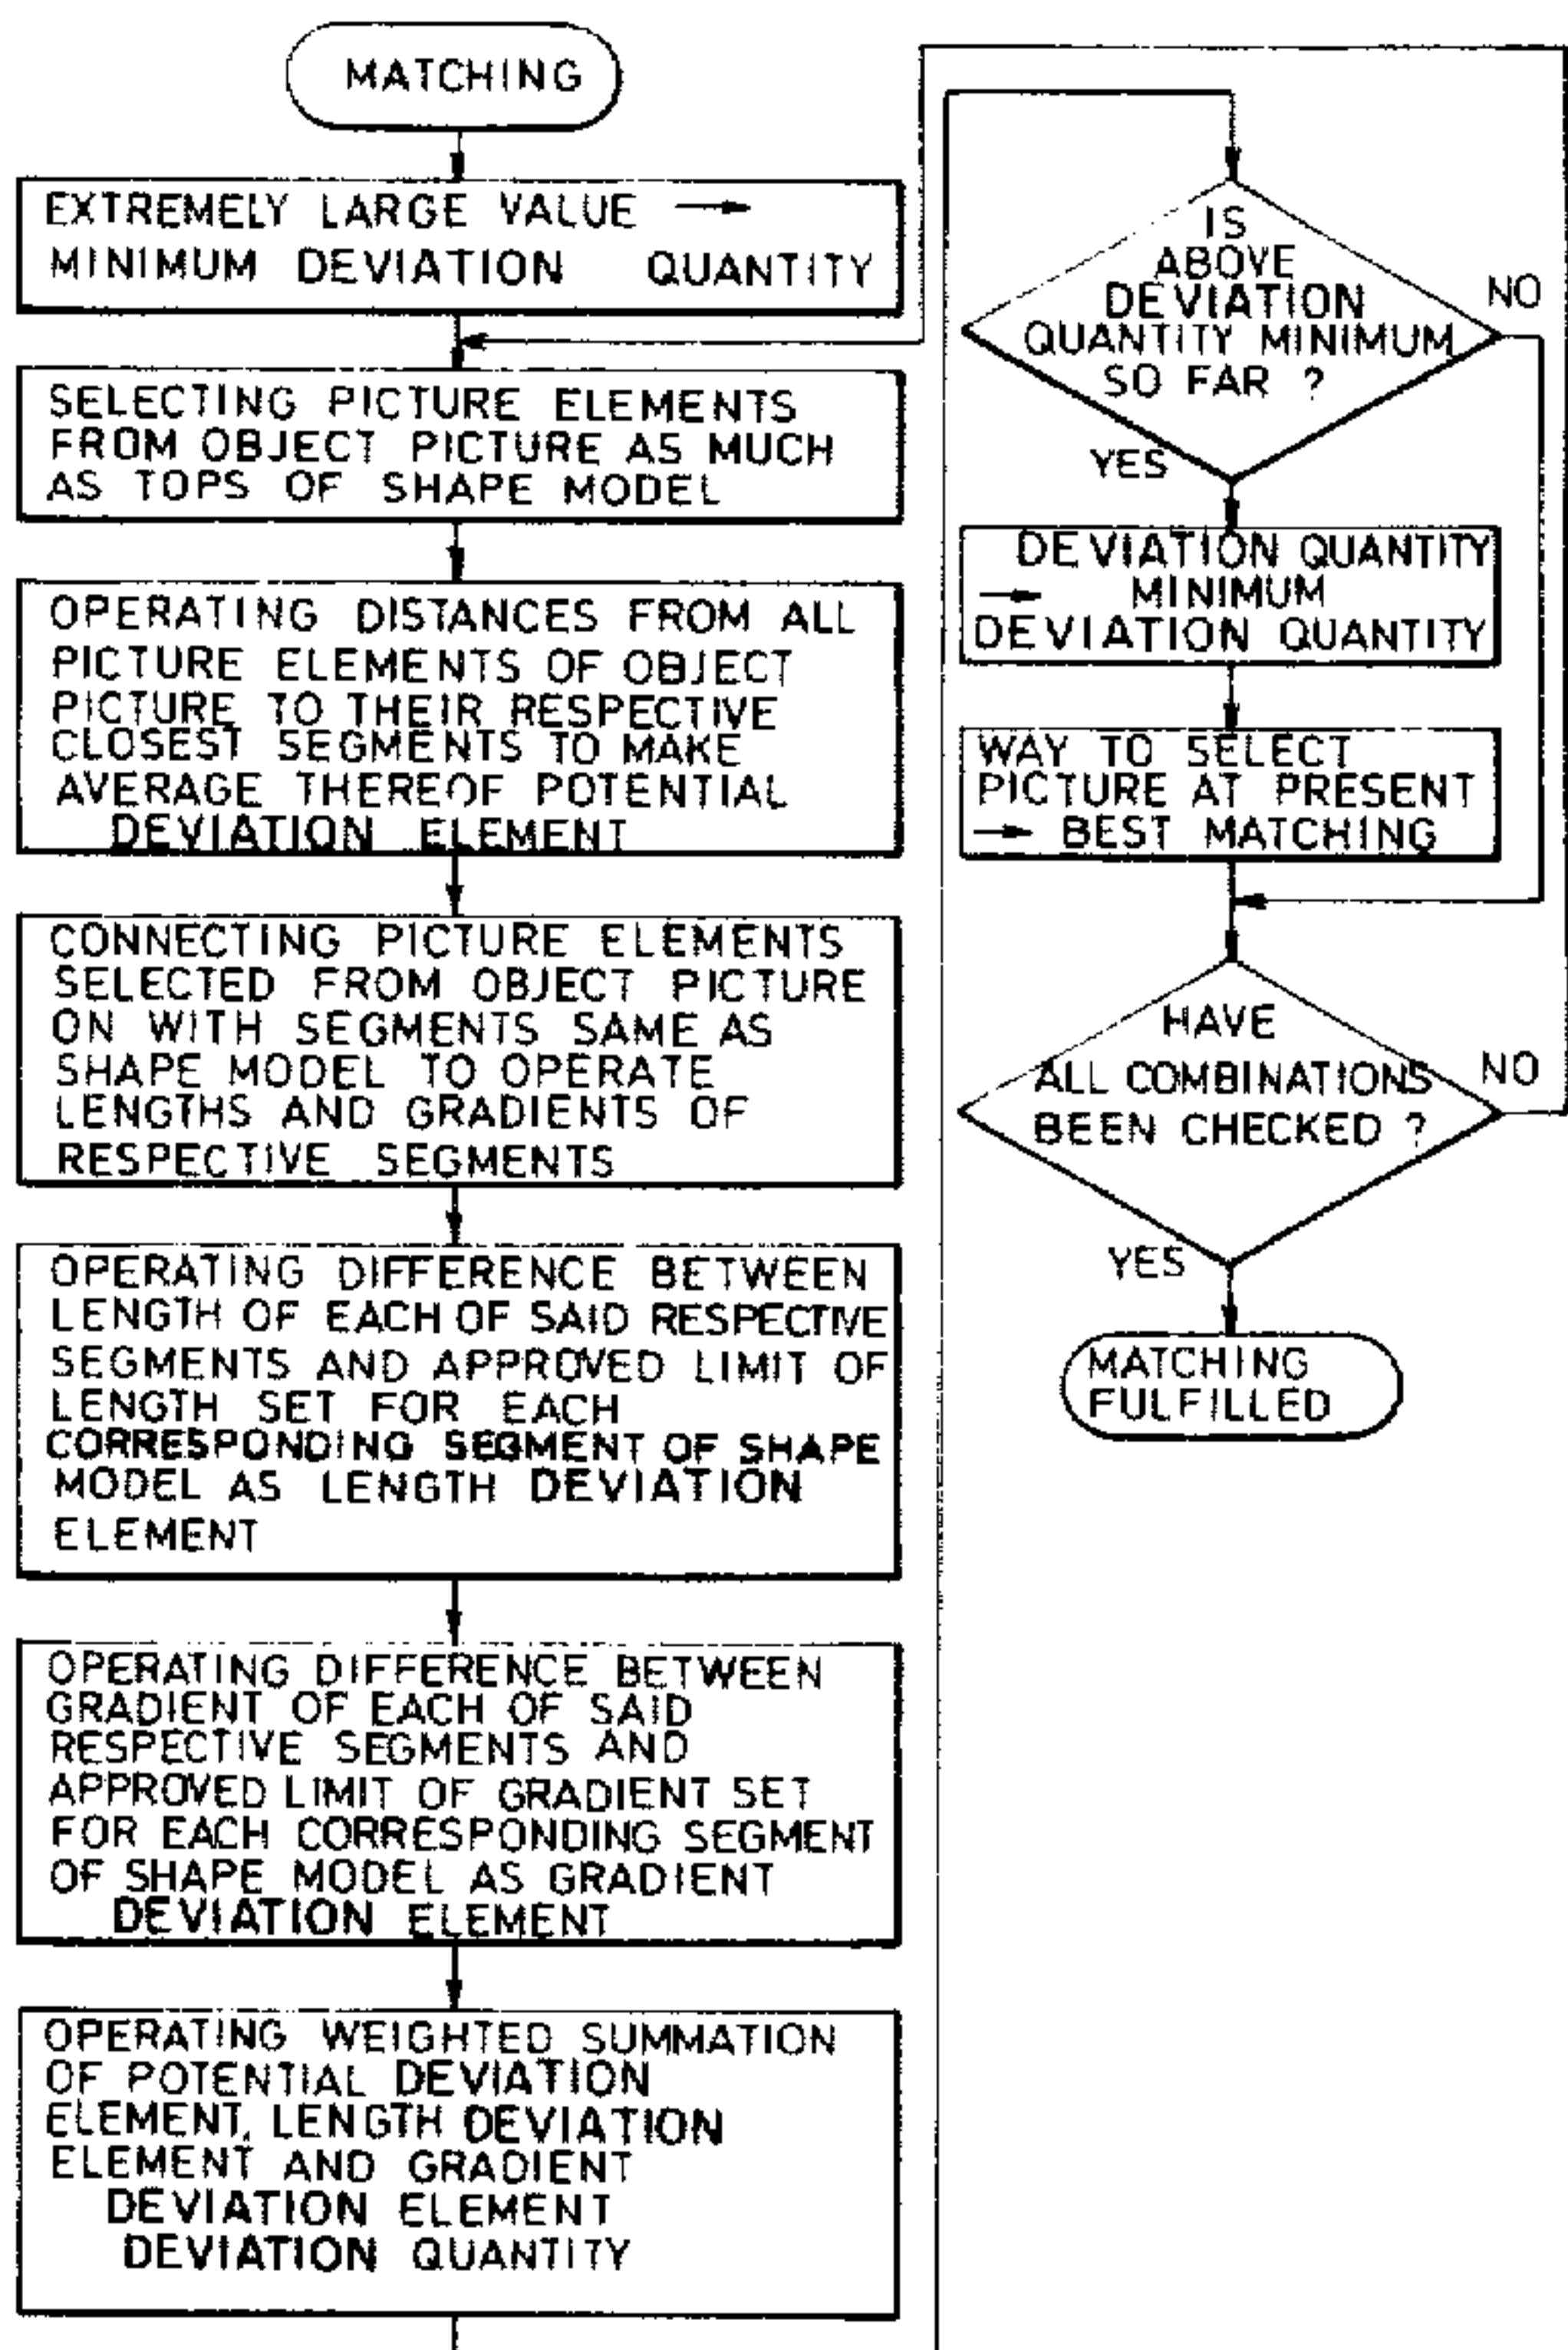 MATCHING
EXTREMELY LARGE VALUE →
MINIMUM DEVIATION QUANTITY
SELECTING PICTURE ELEMENTS
FROM OBJECT PICTURE AS MUCH
AS TOPS OF SHAPE MODEL
OPERATING DISTANCES FROM ALL
PICTURE ELEMENTS OF OBJECT
PICTURE TO THEIR RESPECTIVE
CLOSEST SEGMENTS TO MAKE
AVERAGE THEREOF POTENTIAL
DEVIATION ELEMENT
CONNECTING PICTURE ELEMENTS
SELECTED FROM OBJECT PICTURE
ON WITH SEGMENTS SAME AS
SHAPE MODEL TO OPERATE
LENGTHS AND GRADIENTS OF
RESPECTIVE SEGMENTS
OPERATING DIFFERENCE BETWEEN
LENGTH OF EACH OF SAID RESPECTIVE
SEGMENTS AND APPROVED LIMIT OF
LENGTH SET FOR EACH
CORRESPONDING SEGMENT OF SHAPE
MODEL AS LENGTH DEVIATION
ELEMENT
OPERATING DIFFERENCE BETWEEN
GRADIENT OF EACH OF SAID
RESPECTIVE SEGMENTS AND
APPROVED LIMIT OF GRADIENT SET
FOR EACH CORRESPONDING SEGMENT
OF SHAPE MODEL AS GRADIENT
DEVIATION ELEMENT
OPERATING WEIGHTED SUMMATION
OF POTENTIAL DEVIATION
ELEMENT, LENGTH DEVIATION
ELEMENT AND GRADIENT
DEVIATION ELEMENT
DEVIATION QUANTITY
IS
ABOVE
DEVIATION
QUANTITY MINIMUM
SO FAR ?
NO
YES
DEVIATION QUANTITY
→ MINIMUM
DEVIATION QUANTITY
WAY TO SELECT
PICTURE AT PRESENT
→ BEST MATCHING
HAVE
ALL COMBINATIONS
BEEN CHECKED ?
NO
YES
MATCHING
FULFILLED